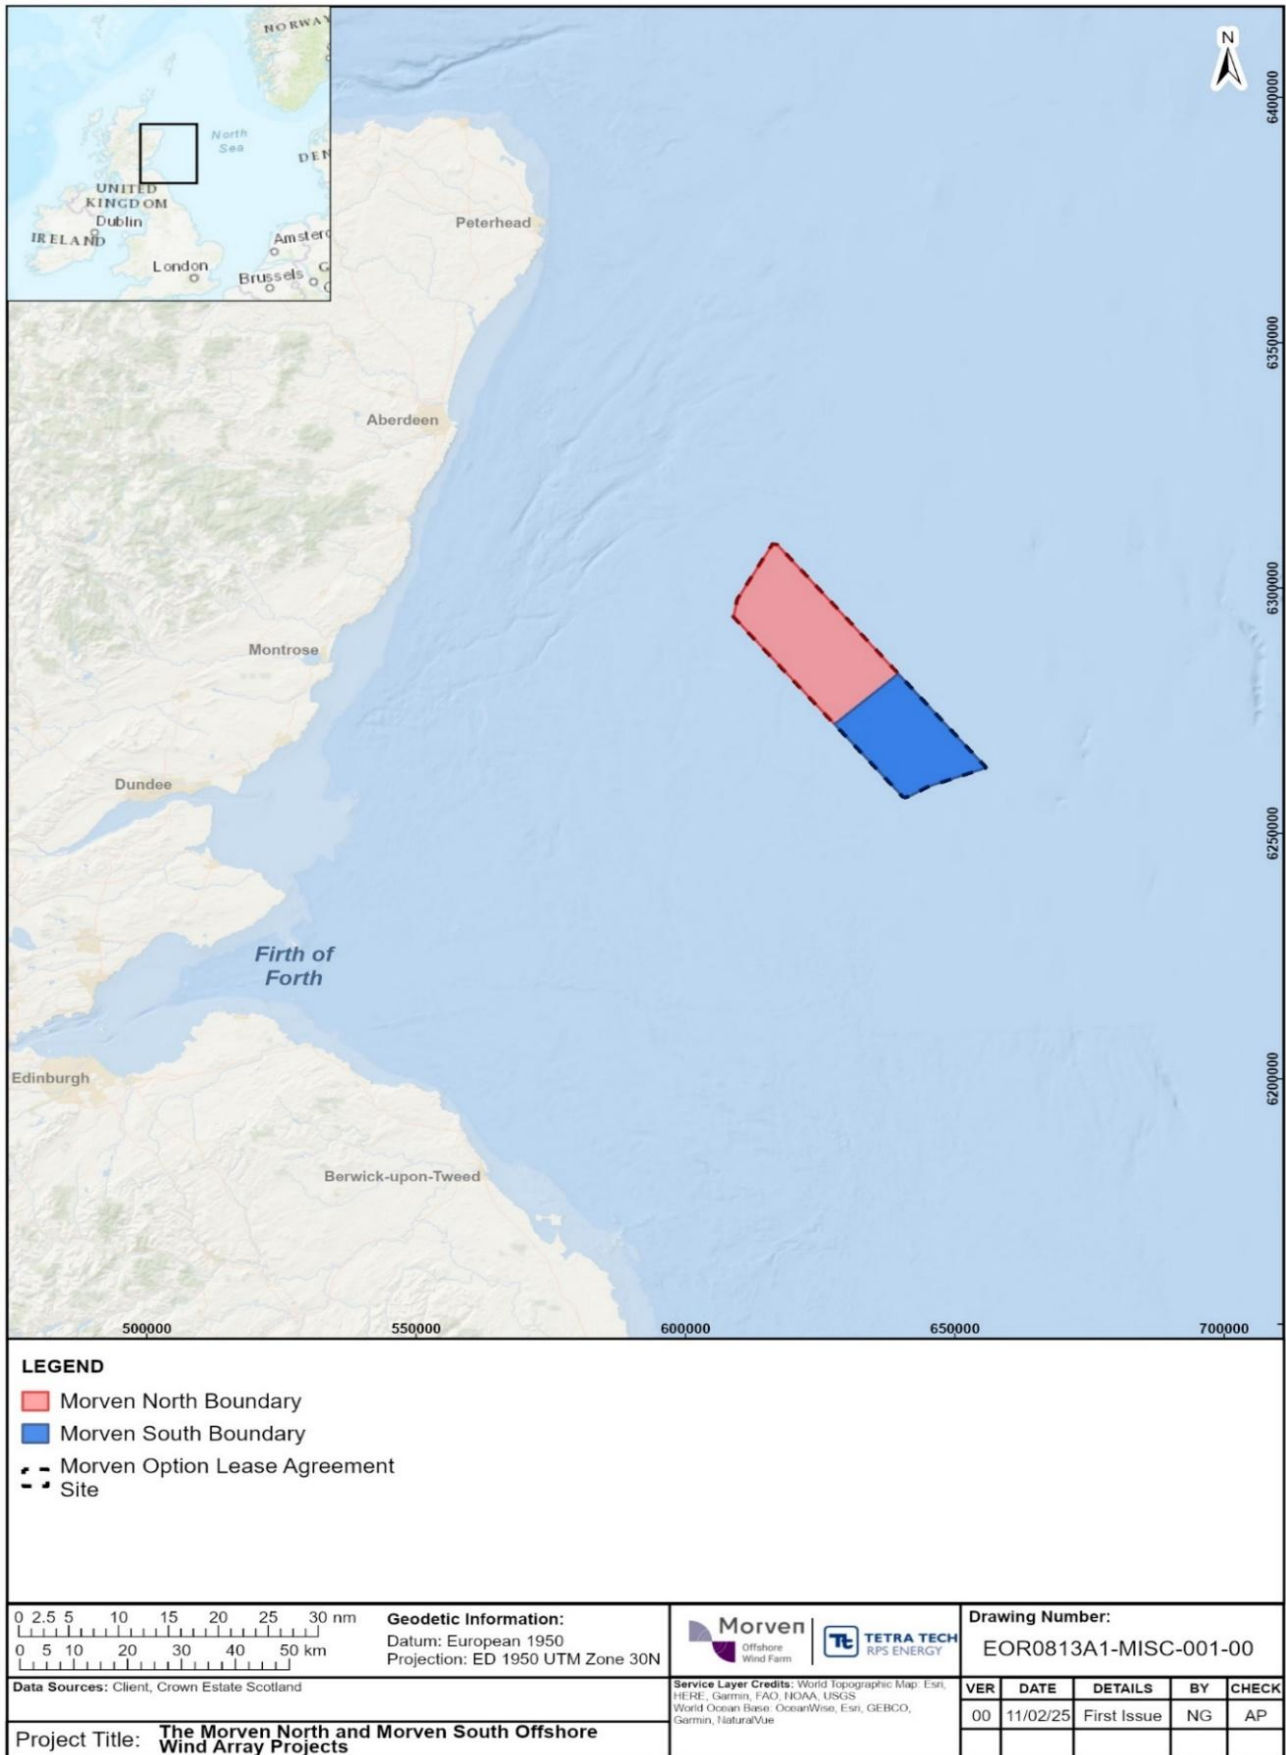 NORWAY
North
Sea
DEN
UNITED
KINGDOM
Dublin
IRELAND
Amsterd
London
Brussels
G
N
Peterhead
Aberdeen
Montrose
Dundee
Firth of
Forth
Edinburgh
Berwick-upon-Tweed
6400000
6350000
6300000
6250000
6200000
500000 550000 600000 650000 700000
LEGEND
Morven North Boundary
Morven South Boundary
Morven Option Lease Agreement
Site
0 2.5 5 10 15 20 25 30 nm
0 5 10 20 30 40 50 km
Geodetic Information:
Datum: European 1950
Projection: ED 1950 UTM Zone 30N
Morven
Offshore
Wind Farm
Tt TETRA TECH
RPS ENERGY
Drawing Number:
EOR0813A1-MISC-001-00
Data Sources: Client, Crown Estate Scotland
Service Layer Credits: World Topographic Map: Esri,
HERE, Garmin, FAO, NOAA, USGS
World Ocean Base: OceanWise, Esri, GEBCO,
Garmin, NaturalVue
VER DATE DETAILS BY CHECK
00 11/02/25 First Issue NG AP
Project Title: The Morven North and Morven South Offshore
Wind Array Projects